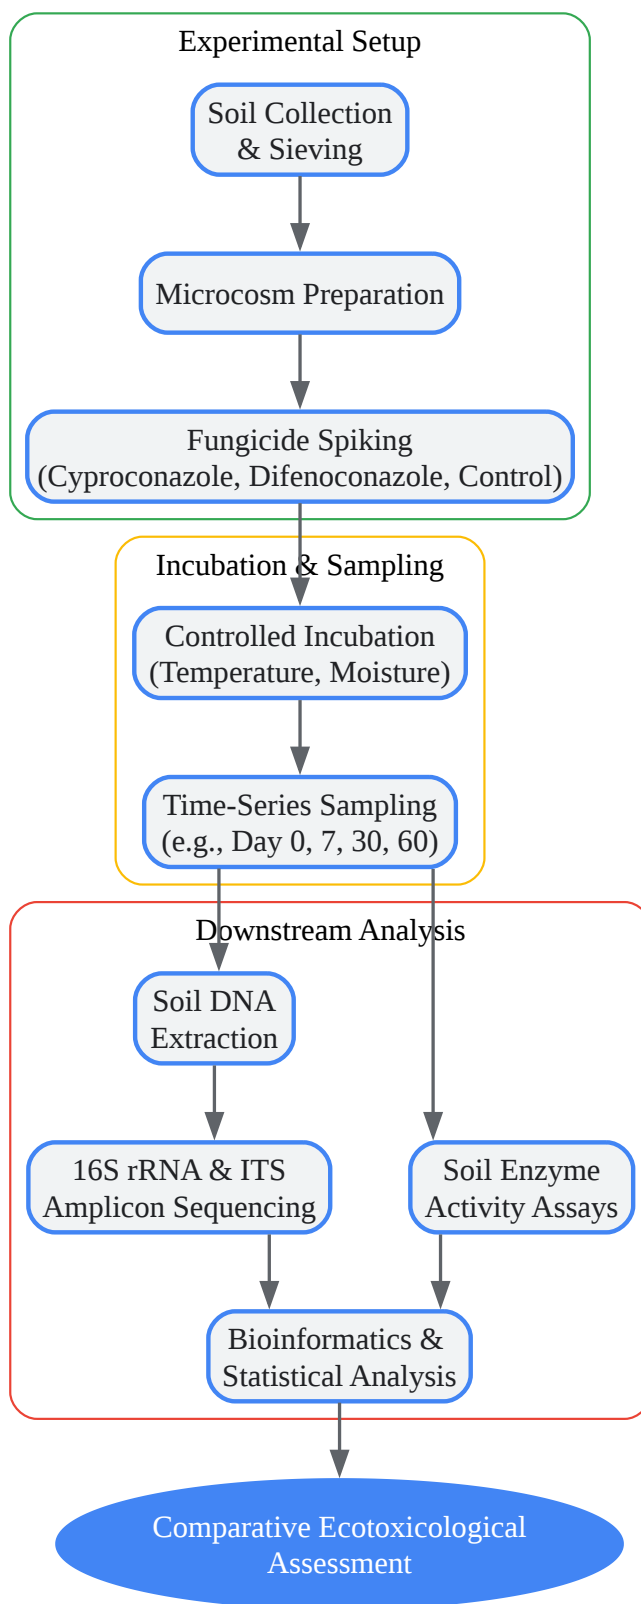 Experimental Setup
Soil Collection
& Sieving
Microcosm Preparation
Fungicide Spiking
(Cyproconazole, Difenoconazole, Control)
Incubation & Sampling
Controlled Incubation
(Temperature, Moisture)
Time-Series Sampling
(e.g., Day 0, 7, 30, 60)
Downstream Analysis
Soil DNA
Extraction
16S rRNA & ITS
Amplicon Sequencing
Soil Enzyme
Activity Assays
Bioinformatics &
Statistical Analysis
Comparative Ecotoxicological
Assessment